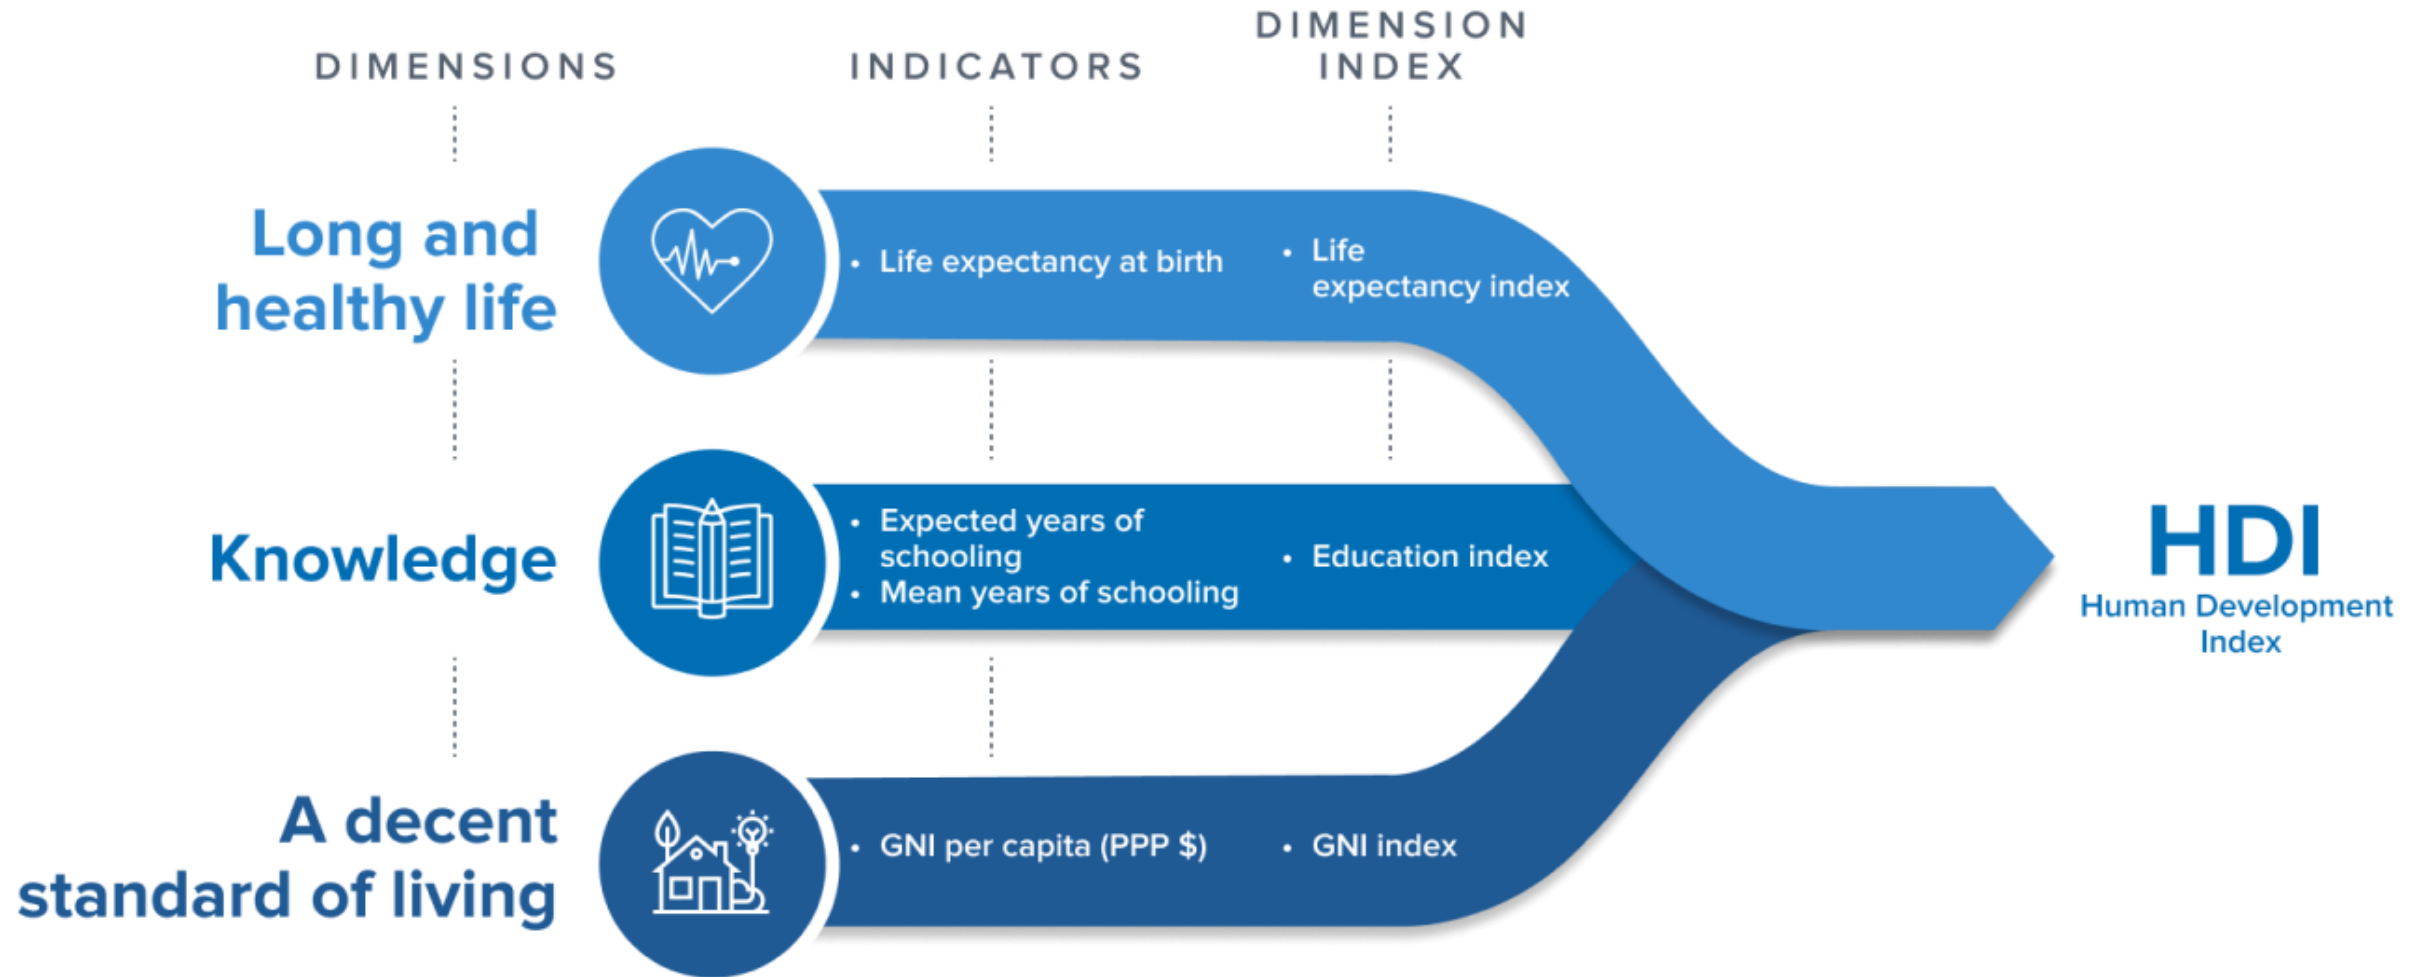 DIMENSIONS
INDICATORS
DIMENSION
INDEX
Long and
healthy life
• Life expectancy at birth
• Life
expectancy index
Knowledge
• Expected years of
schooling
• Mean years of schooling
• Education index
A decent
standard of living
• GNI per capita (PPP $)
• GNI index
HDI
Human Development
Index